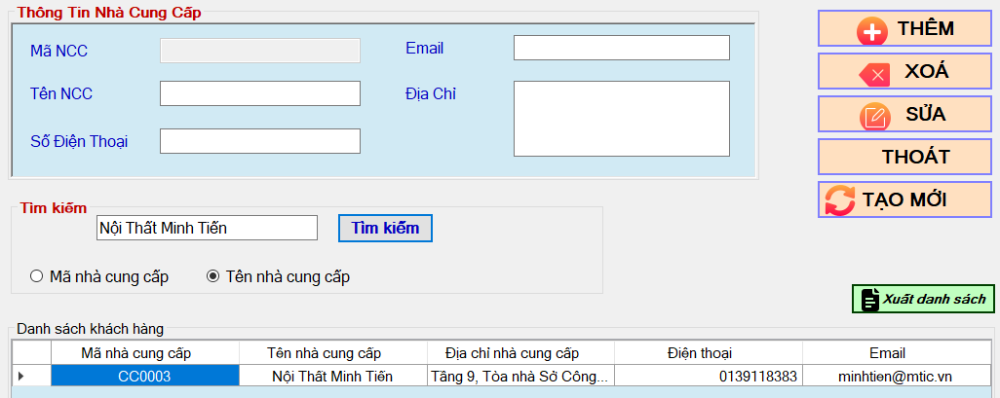 Thông Tin Nhà Cung Cấp
Mã NCC
Email
Tên NCC
Địa Chỉ
Số Điện Thoại
THÊM
XOÁ
SỬA
THOÁT
TẠO MỚI
Tìm kiếm
Nội Thất Minh Tiến
Tìm kiếm
Mã nhà cung cấp
Tên nhà cung cấp
Xuất danh sách
Danh sách khách hàng
Mã nhà cung cấp Tên nhà cung cấp Địa chỉ nhà cung cấp Điện thoại Email
CC0003 Nội Thất Minh Tiến Tầng 9, Tòa nhà Sở Công... 0139118383 minhtien@mtic.vn